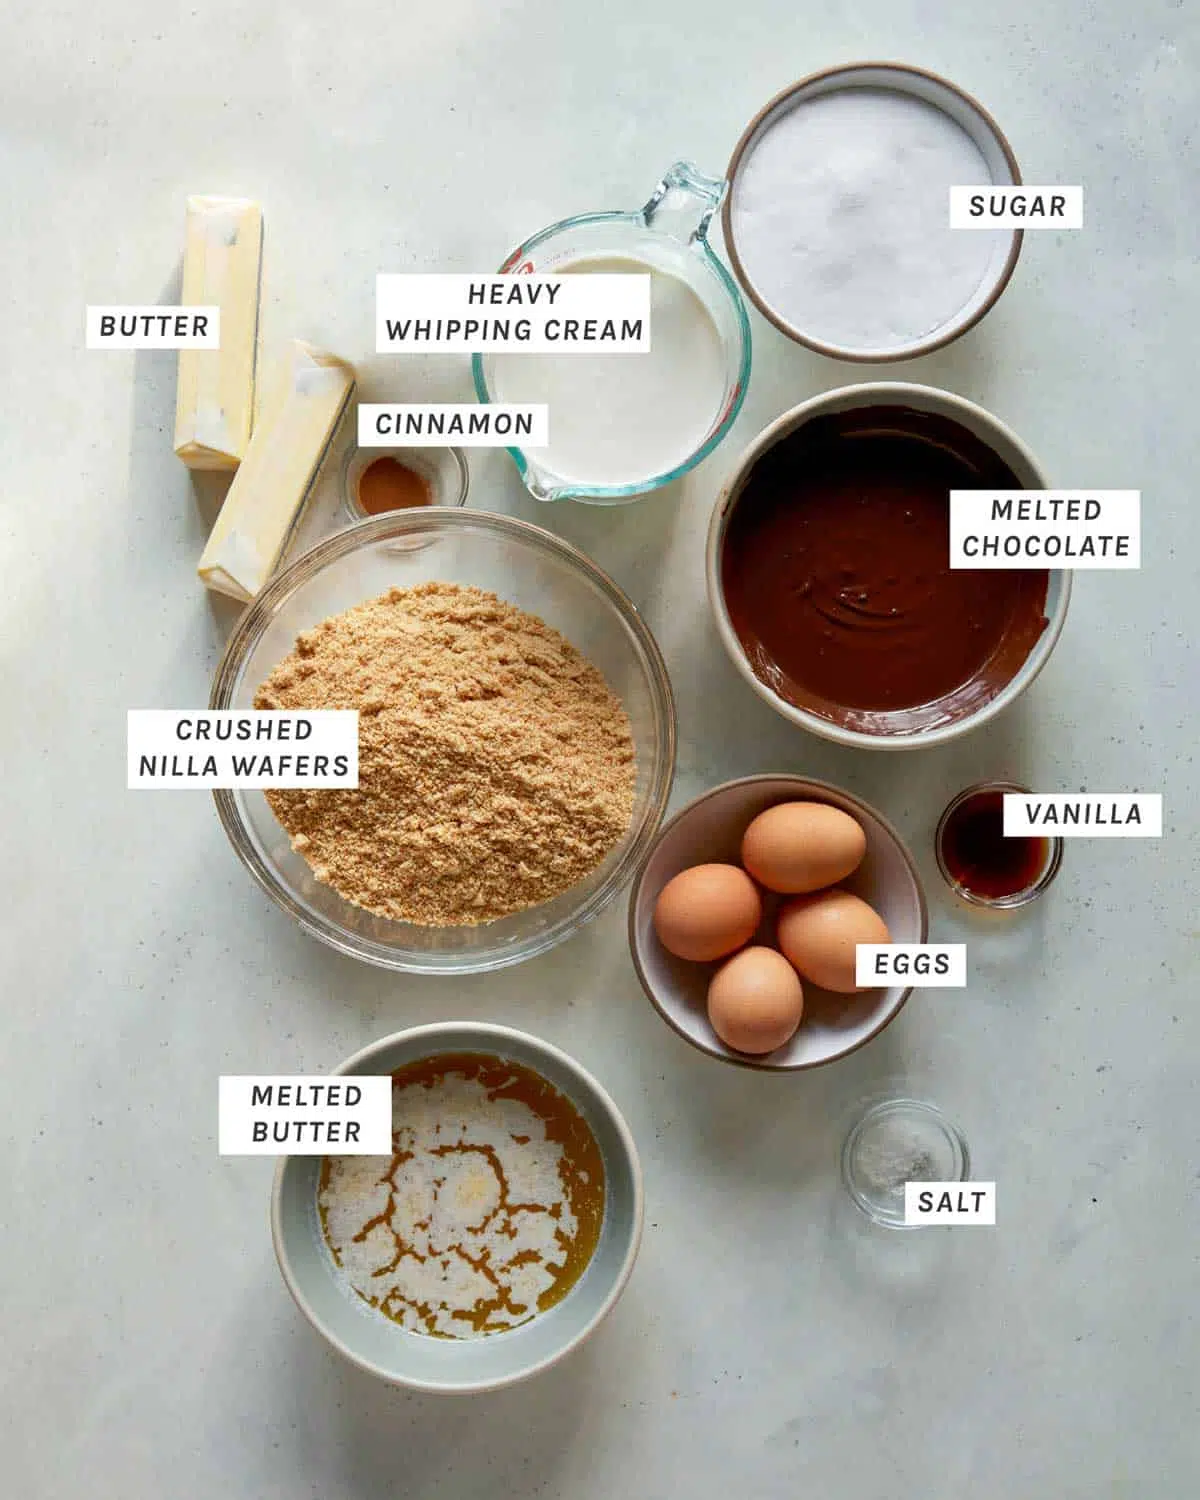 SUGAR
HEAVY
WHIPPING CREAM
BUTTER
CINNAMON
MELTED
CHOCOLATE
CRUSHED
NILLA WAFERS
VANILLA
EGGS
MELTED
BUTTER
SALT